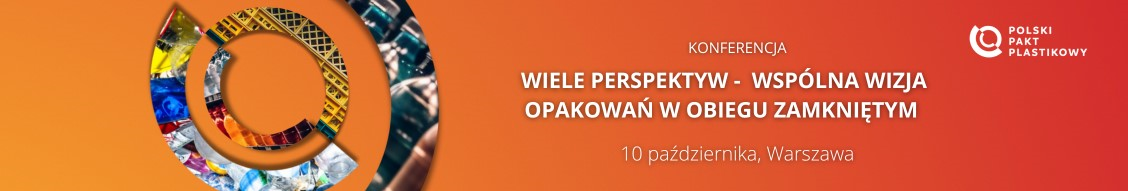 KONFERENCJA
WIELE PERSPEKTYW - WSPÓLNA WIZJA
OPAKOWAŃ W OBIEGU ZAMKNIĘTYM
10 października, Warszawa
POLSKI
PAKT
PLASTIKOWY